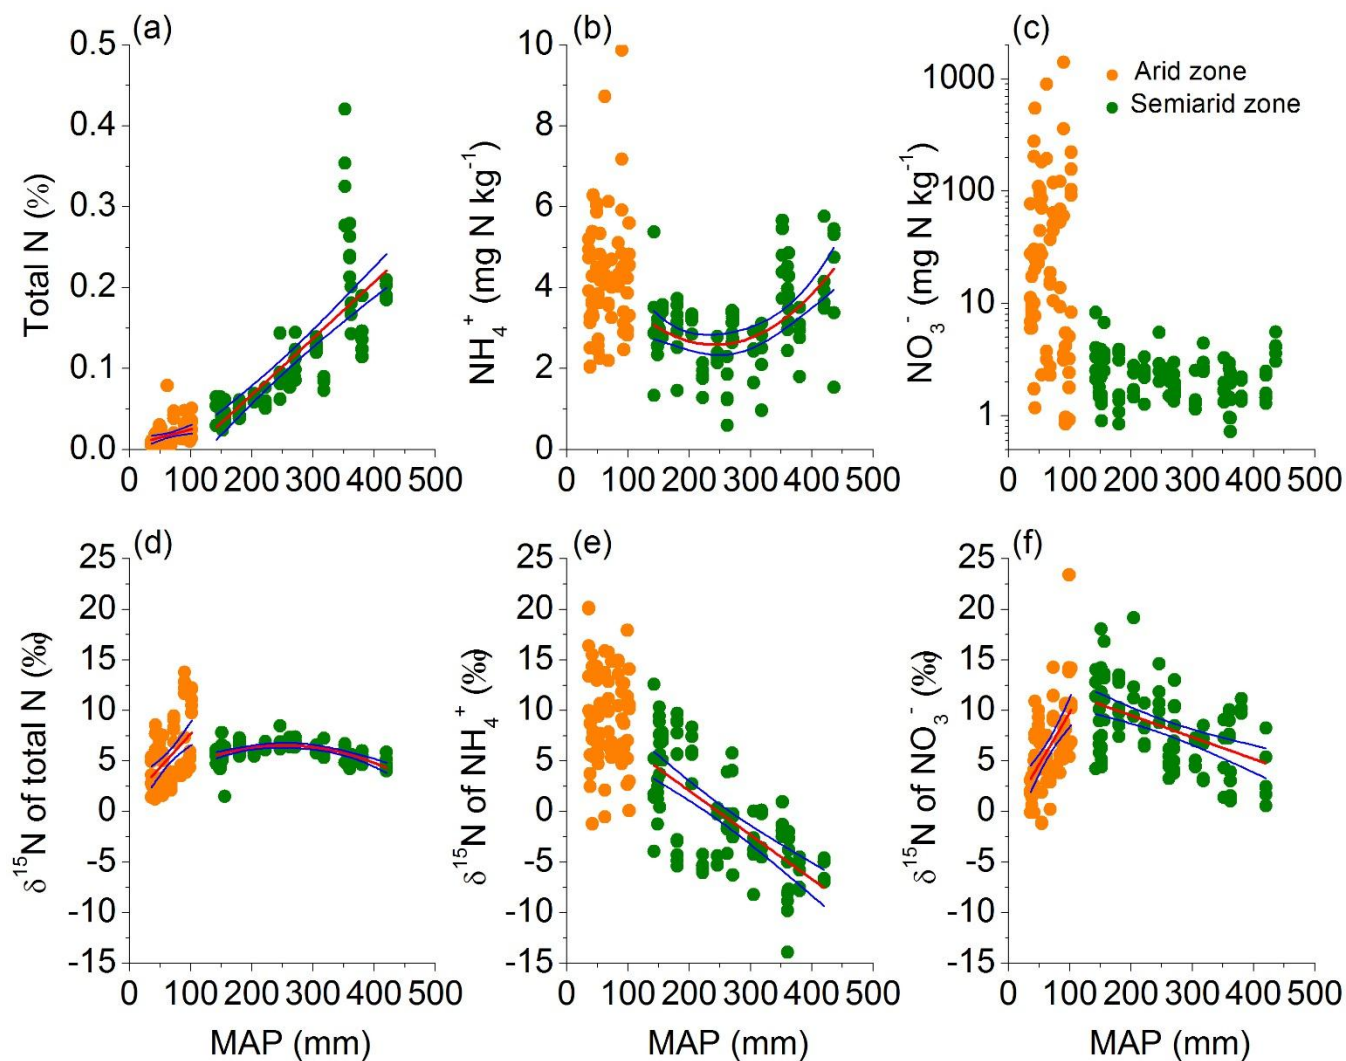 (a) (b) (c)
0.5 10
1000
Arid zone
0.4 8 Semiarid zone
Total N (%)
NH₄⁺ (mg N kg⁻¹)
NO₃⁻ (mg N kg⁻¹)
0.3 6 100
0.2 4 10
0.1 2
1
0.0 0
0 100 200 300 400 500 0 100 200 300 400 500 0 100 200 300 400 500
(d) (e) (f)
25 25 25
20 20 20
15 15 15
10 10 10
5 5 5
0 0 0
-5 -5 -5
-10 -10 -10
-15 -15 -15
δ¹⁵N of total N (‰)
δ¹⁵N of NH₄⁺ (‰)
δ¹⁵N of NO₃⁻ (‰)
0 100 200 300 400 500 0 100 200 300 400 500 0 100 200 300 400 500
MAP (mm) MAP (mm) MAP (mm)